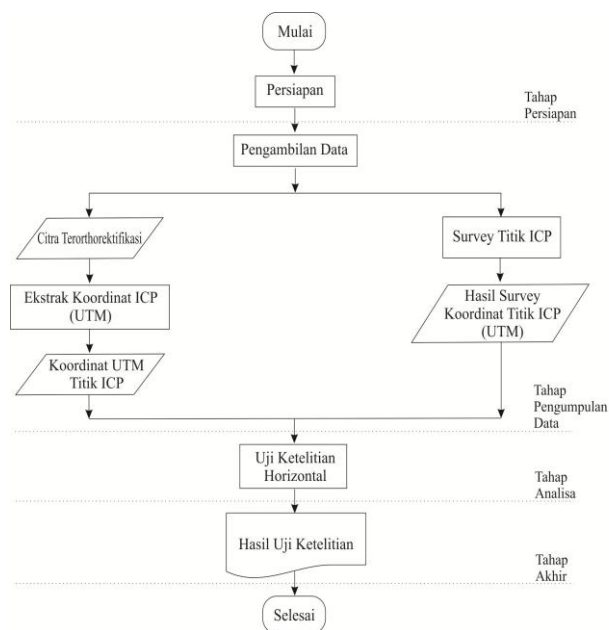 Mulai
Persiapan
Tahap
Persiapan
Pengambilan Data
Citra Terorthorektifikasi
Survey Titik ICP
Ekstrak Koordinat ICP
(UTM)
Hasil Survey
Koordinat Titik ICP
(UTM)
Koordinat UTM
Titik ICP
Tahap
Pengumpulan
Data
Uji Ketelitian
Horizontal
Tahap
Analisa
Hasil Uji Ketelitian
Tahap
Akhir
Selesai